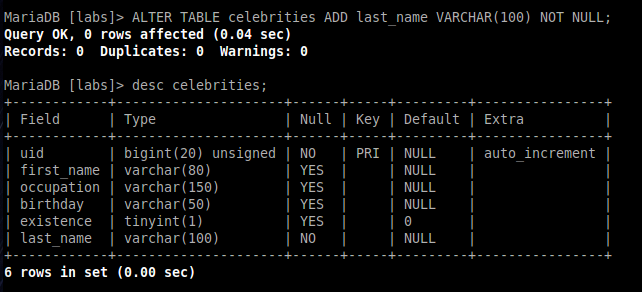 MariaDB [labs]> ALTER TABLE celebrities ADD last_name VARCHAR(100) NOT NULL;
Query OK, 0 rows affected (0.04 sec)
Records: 0  Duplicates: 0  Warnings: 0

MariaDB [labs]> desc celebrities;
+------------+---------------------+------+-----+---------+----------------+
| Field      | Type                | Null | Key | Default | Extra          |
+------------+---------------------+------+-----+---------+----------------+
| uid        | bigint(20) unsigned | NO   | PRI | NULL    | auto_increment |
| first_name | varchar(80)         | YES  |     | NULL    |                |
| occupation | varchar(150)        | YES  |     | NULL    |                |
| birthday   | varchar(50)         | YES  |     | NULL    |                |
| existence  | tinyint(1)          | YES  |     | 0       |                |
| last_name  | varchar(100)        | NO   |     | NULL    |                |
+------------+---------------------+------+-----+---------+----------------+
6 rows in set (0.00 sec)